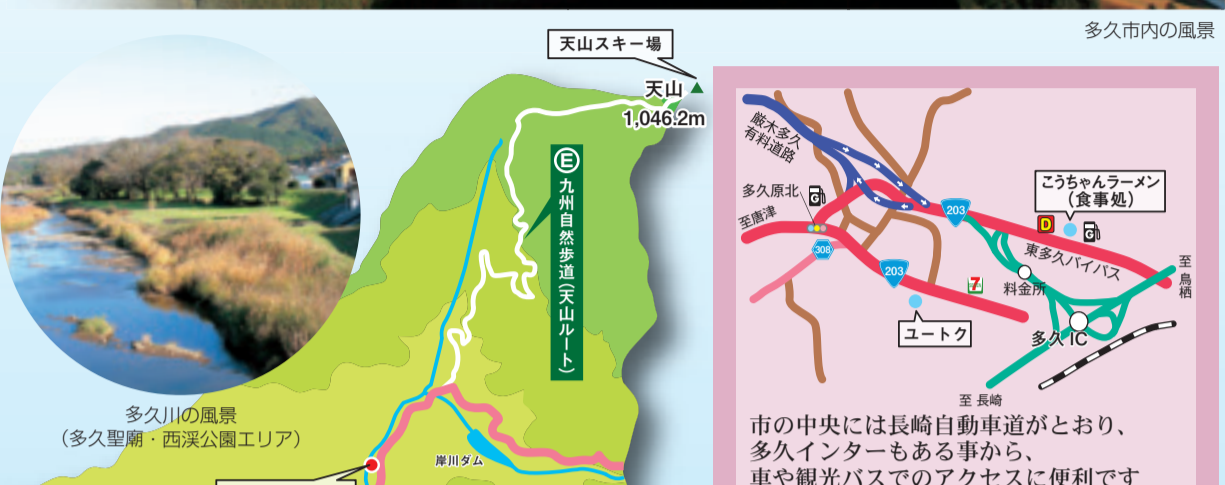 多久市内の風景
天山スキー場
天山
1,046.2m
E
九州自然歩道(天山ルート)
多久川の風景
(多久聖廟・西渓公園エリア)
岸川ダム
厳木多久
有料道路
多久原北
G
至唐津
308
203
203
こうちゃんラーメン
(食事処)
D
G
東多久バイパス
至鳥栖
料金所
7
ユートク
多久IC
至 長崎
市の中央には長崎自動車道がとおり、
多久インターもある事から、
車や観光バスでのアクセスに便利です